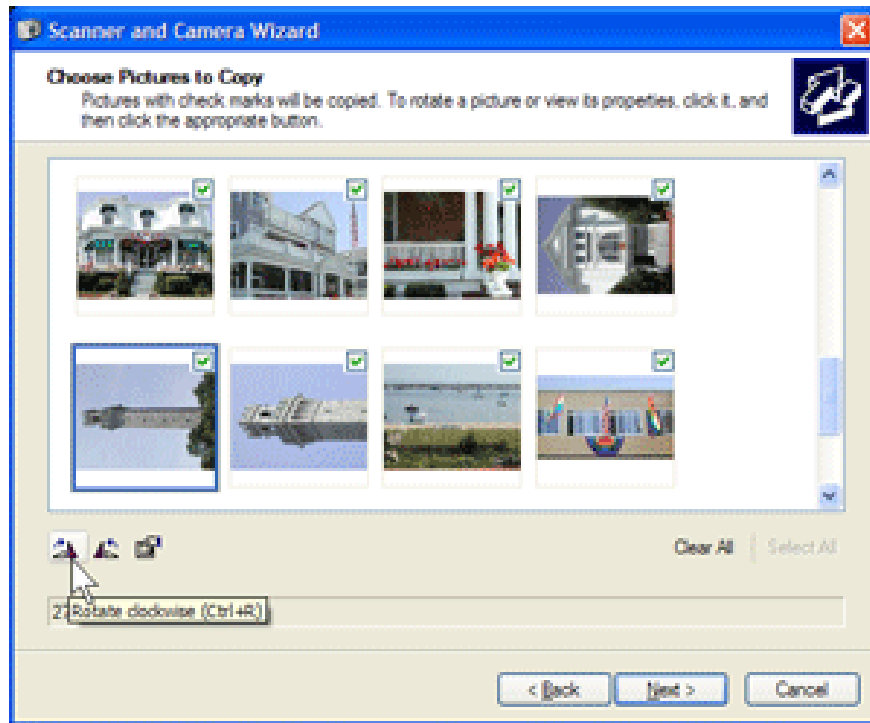 Scanner and Camera Wizard
Choose Pictures to Copy
Pictures with check marks will be copied. To rotate a picture or view its properties, click it, and
then click the appropriate button.
Clear All Select All
27
Rotate clockwise (Ctrl+R)
< Back Next > Cancel